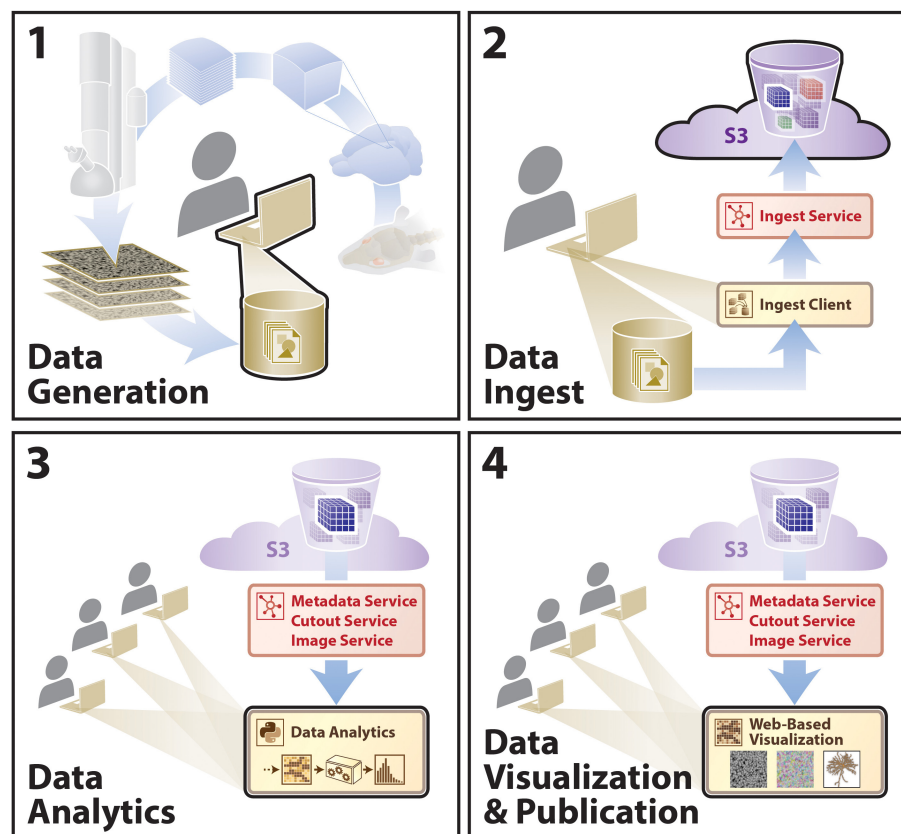 1
Data
Generation
2
S3
Ingest Service
Ingest Client
Data
Ingest
3
S3
Metadata Service
Cutout Service
Image Service
Data Analytics
Data
Analytics
4
S3
Metadata Service
Cutout Service
Image Service
Web-Based
Visualization
Data
Visualization
& Publication